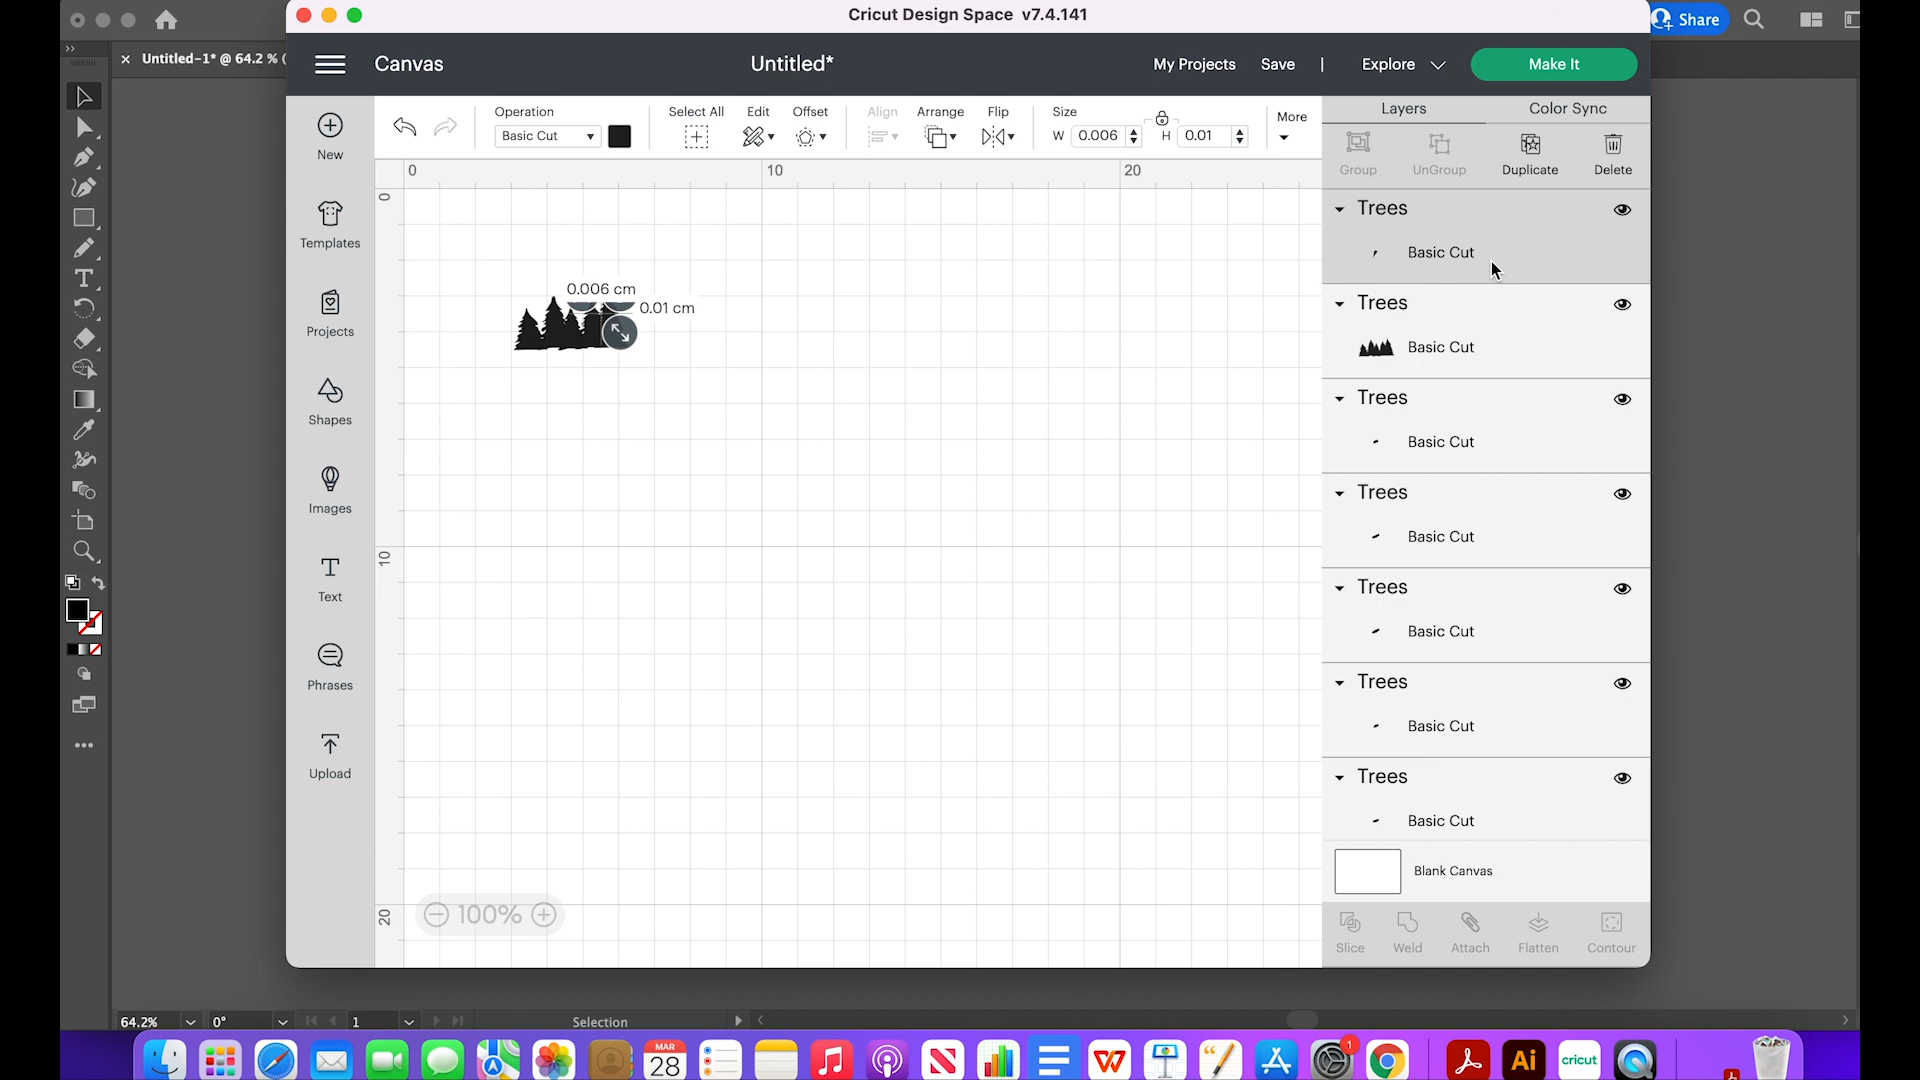 Cricut Design Space v7.4.141
Share
Untitled-1* @ 64.2 % (
Canvas
Untitled*
My Projects
Save
|
Explore
Make It
Operation
Basic Cut
Select All
Edit
Offset
Align
Arrange
Flip
Size
W 0.006
H 0.01
More
Layers
Color Sync
Group
UnGroup
Duplicate
Delete
New
Templates
Projects
Shapes
Images
Text
Phrases
Upload
0
10
20
0
10
20
0.006 cm
0.01 cm
100%
Trees
Basic Cut
Trees
Basic Cut
Trees
Basic Cut
Trees
Basic Cut
Trees
Basic Cut
Trees
Basic Cut
Trees
Basic Cut
Blank Canvas
Slice
Weld
Attach
Flatten
Contour
64.2%
0°
1
Selection
MAR
28
1
Ai
cricut